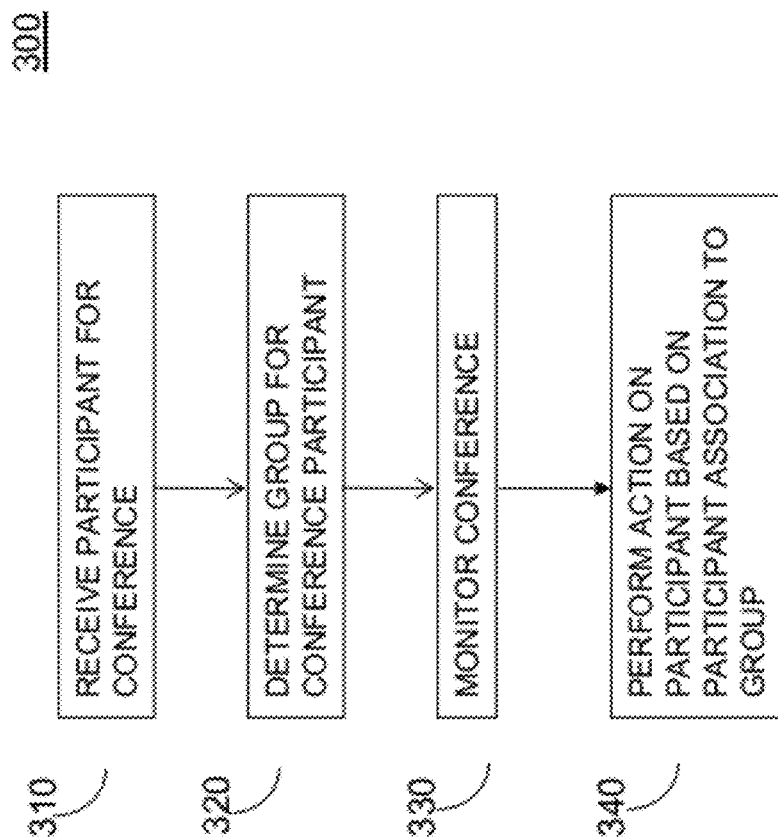 300
310
RECEIVE PARTICIPANT FOR
CONFERENCE
320
DETERMINE GROUP FOR
CONFERENCE PARTICIPANT
330
MONITOR CONFERENCE
340
PERFORM ACTION ON
PARTICIPANT BASED ON
PARTICIPANT ASSOCIATION TO
GROUP